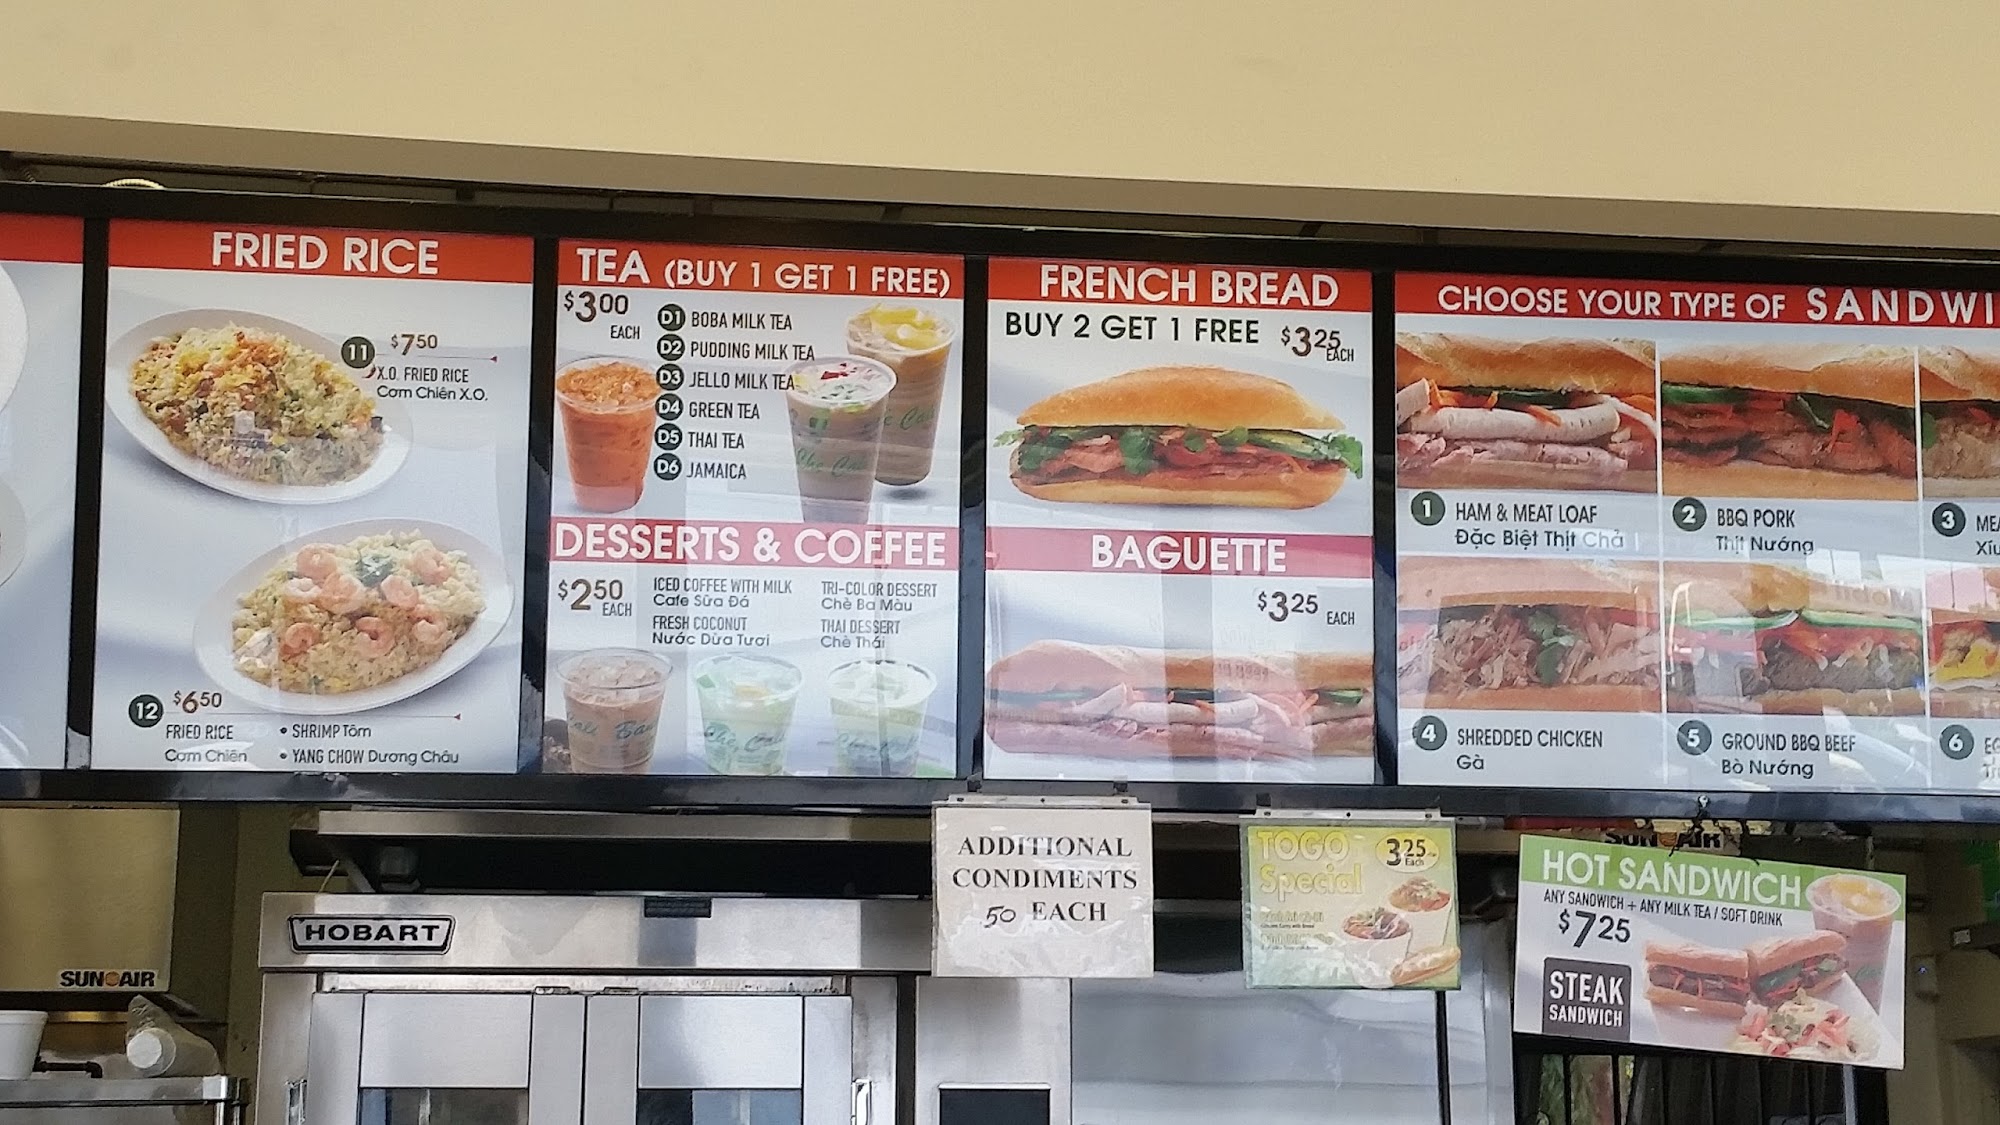 FRIED RICE
11 $7.50
X.O. FRIED RICE
Cơm Chiên X.O.
12 $6.50
FRIED RICE
Cơm Chiên
• SHRIMP Tôm
• YANG CHOW Dương Châu
TEA (BUY 1 GET 1 FREE)
$3.00
EACH
D1 BOBA MILK TEA
D2 PUDDING MILK TEA
D3 JELLO MILK TEA
D4 GREEN TEA
D5 THAI TEA
D6 JAMAICA
DESSERTS & COFFEE
$2.50
EACH
ICED COFFEE WITH MILK
Cafe Sữa Đá
FRESH COCONUT
Nước Dừa Tươi
TRI-COLOR DESSERT
Chè Ba Màu
THAI DESSERT
Chè Thái
FRENCH BREAD
BUY 2 GET 1 FREE $3.25
EACH
BAGUETTE
$3.25 EACH
CHOOSE YOUR TYPE OF SANDWI
1 HAM & MEAT LOAF
Đặc Biệt Thịt Chả
2 BBQ PORK
Thịt Nướng
3 MEA
Xíu
4 SHREDDED CHICKEN
Gà
5 GROUND BBQ BEEF
Bò Nướng
6 EG
ADDITIONAL
CONDIMENTS
50 EACH
TOGO
Special
3.25
Each
SUN AIR
HOT SANDWICH
ANY SANDWICH + ANY MILK TEA / SOFT DRINK
$7.25
STEAK
SANDWICH
HOBART
SUN AIR